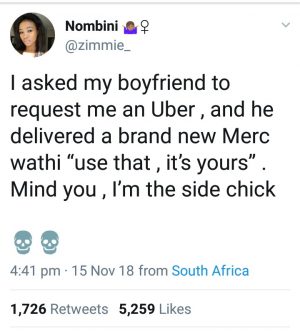 Nombini 🤷🏽‍♀
@zimmie_
I asked my boyfriend to
request me an Uber , and he
delivered a brand new Merc
wathi “use that , it’s yours” .
Mind you , I’m the side chick
💀💀
4:41 pm · 15 Nov 18 from South Africa
1,726 Retweets 5,259 Likes